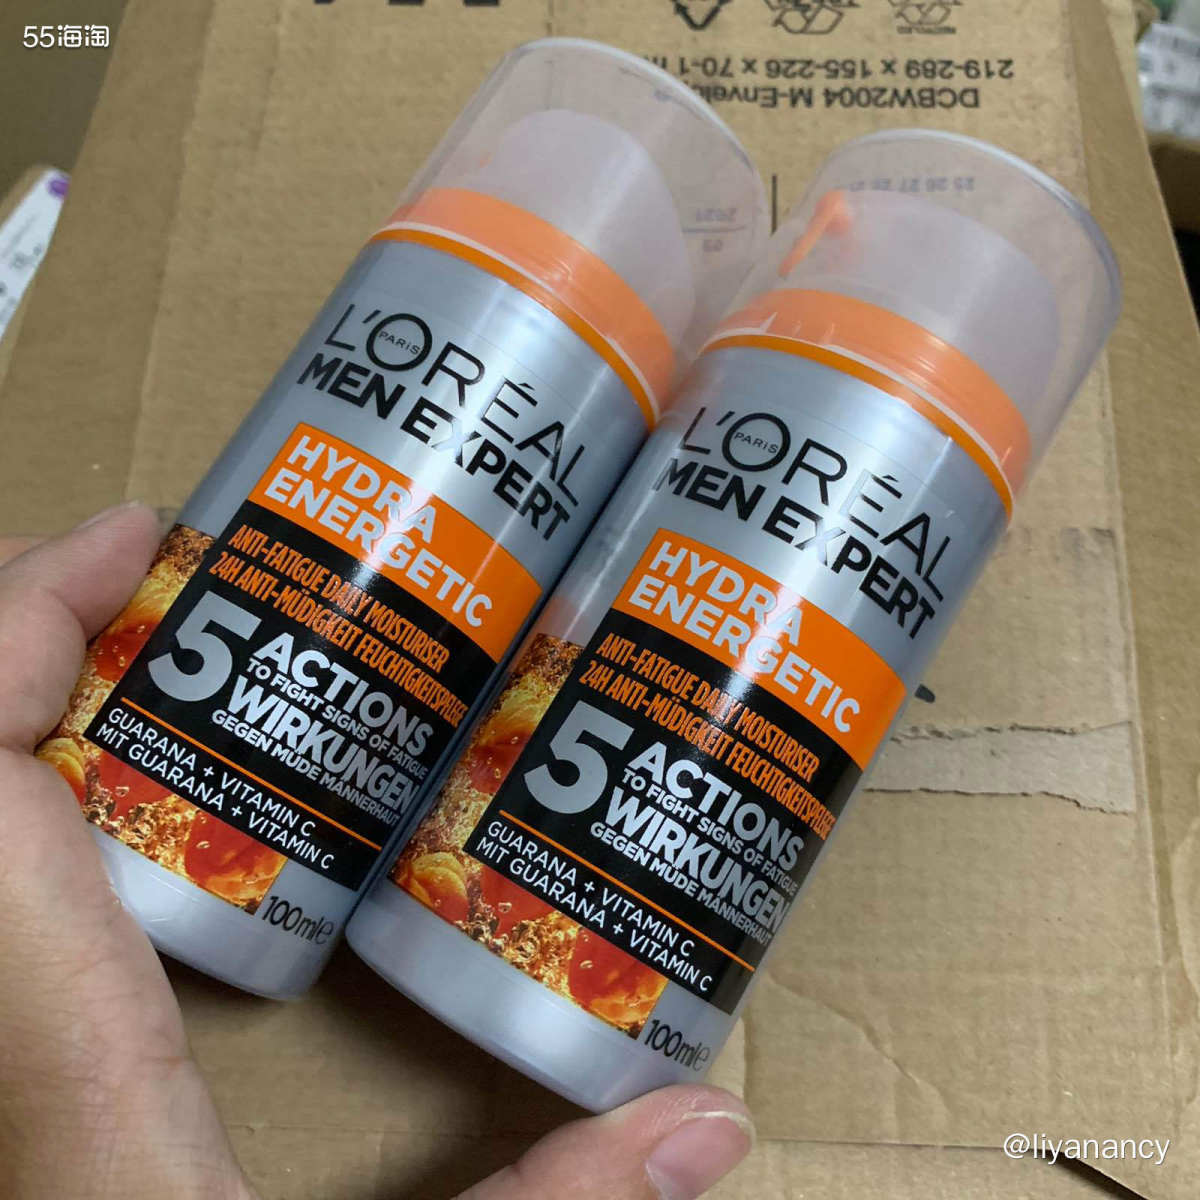 55海淘
219-289 × 155-226 × 70-1
DCBW2004 M-Envel
RECYCLED
L'ORÉAL
PARIS
MEN EXPERT
HYDRA
ENERGETIC
ANTI-FATIGUE DAILY MOISTURISER
24H ANTI-MÜDIGKEIT FEUCHTIGKEITSPFLEGE
5 ACTIONS
TO FIGHT SIGNS OF FATIGUE
WIRKUNGEN
GEGEN MÜDE MÄNNERHAUT
GUARANA + VITAMIN C
MIT GUARANA + VITAMIN C
100ml e
L'ORÉAL
PARIS
MEN EXPERT
HYDRA
ENERGETIC
ANTI-FATIGUE DAILY MOISTURISER
24H ANTI-MÜDIGKEIT FEUCHTIGKEITSPFLEGE
5 ACTIONS
TO FIGHT SIGNS OF FATIGUE
WIRKUNGEN
GEGEN MÜDE MÄNNERHAUT
GUARANA + VITAMIN C
MIT GUARANA + VITAMIN C
100ml e
@liyanancy